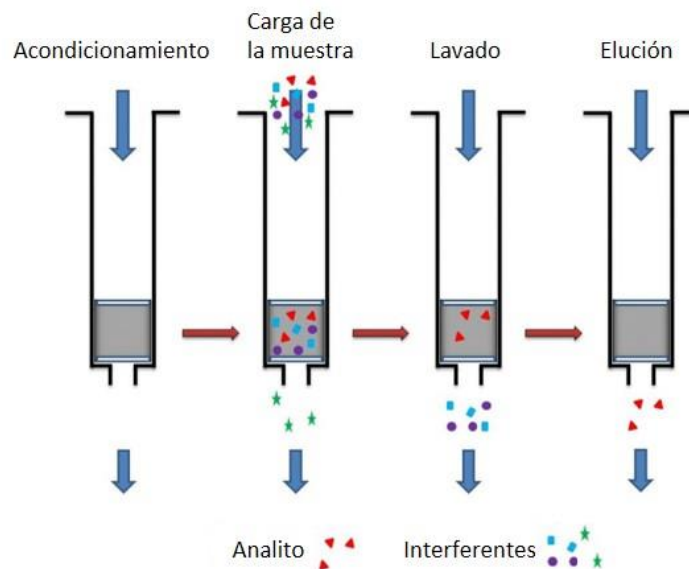 Acondicionamiento
Carga de
la muestra
Lavado
Elución
Analito
Interferentes